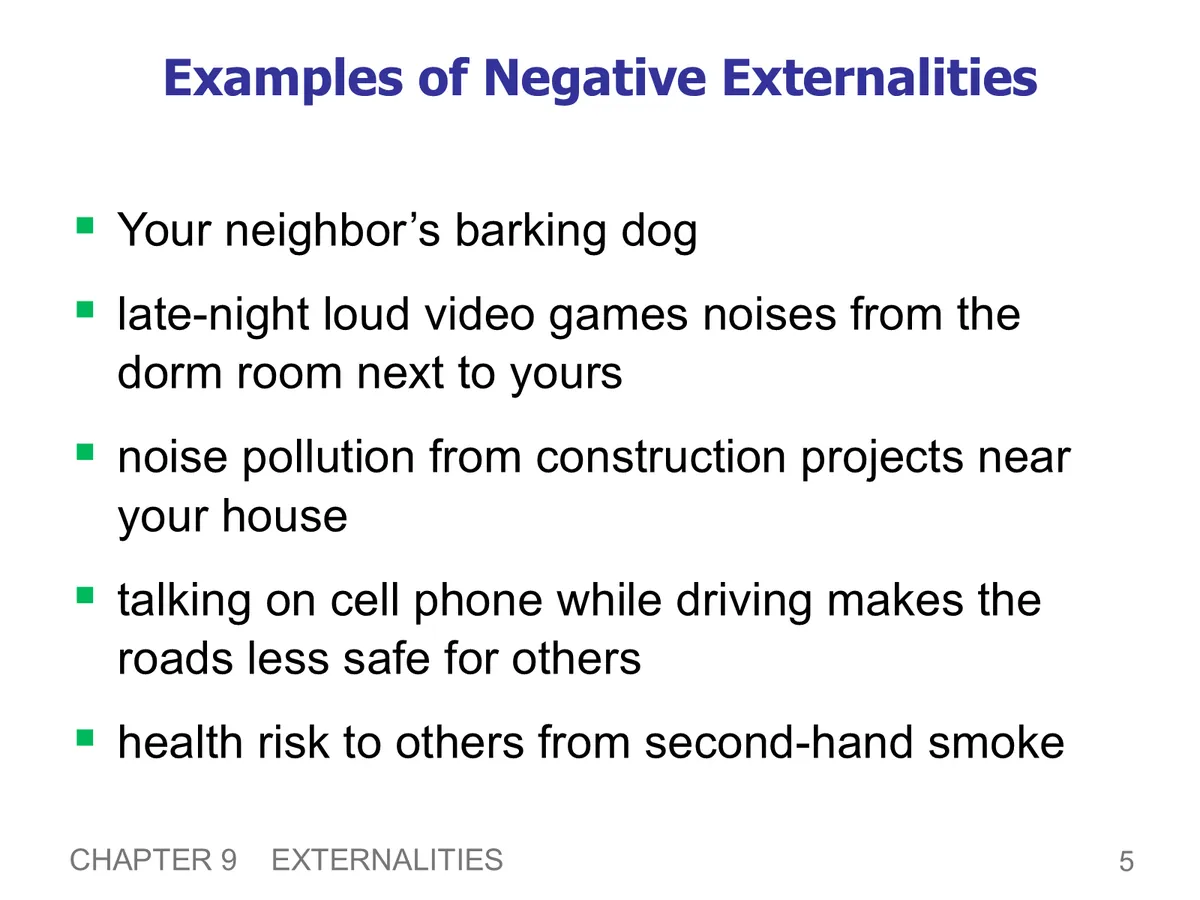 Examples of Negative Externalities
Your neighbor’s barking dog
late-night loud video games noises from the
dorm room next to yours
noise pollution from construction projects near
your house
talking on cell phone while driving makes the
roads less safe for others
health risk to others from second-hand smoke
CHAPTER 9 EXTERNALITIES
5